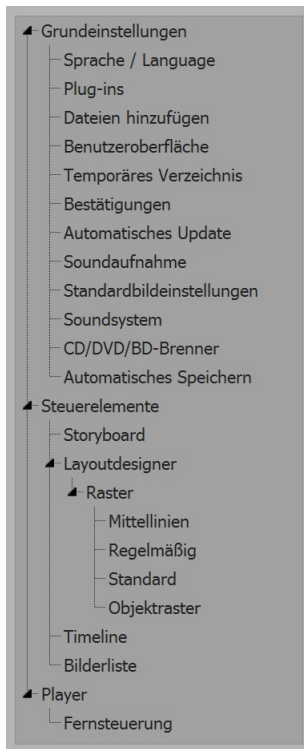 Grundeinstellungen
Sprache / Language
Plug-ins
Dateien hinzufügen
Benutzeroberfläche
Temporäres Verzeichnis
Bestätigungen
Automatisches Update
Soundaufnahme
Standardbildeinstellungen
Soundsystem
CD/DVD/BD-Brenner
Automatisches Speichern
Steuerelemente
Storyboard
Layoutdesigner
Raster
Mittellinien
Regelmäßig
Standard
Objektraster
Timeline
Bilderliste
Player
Fernsteuerung